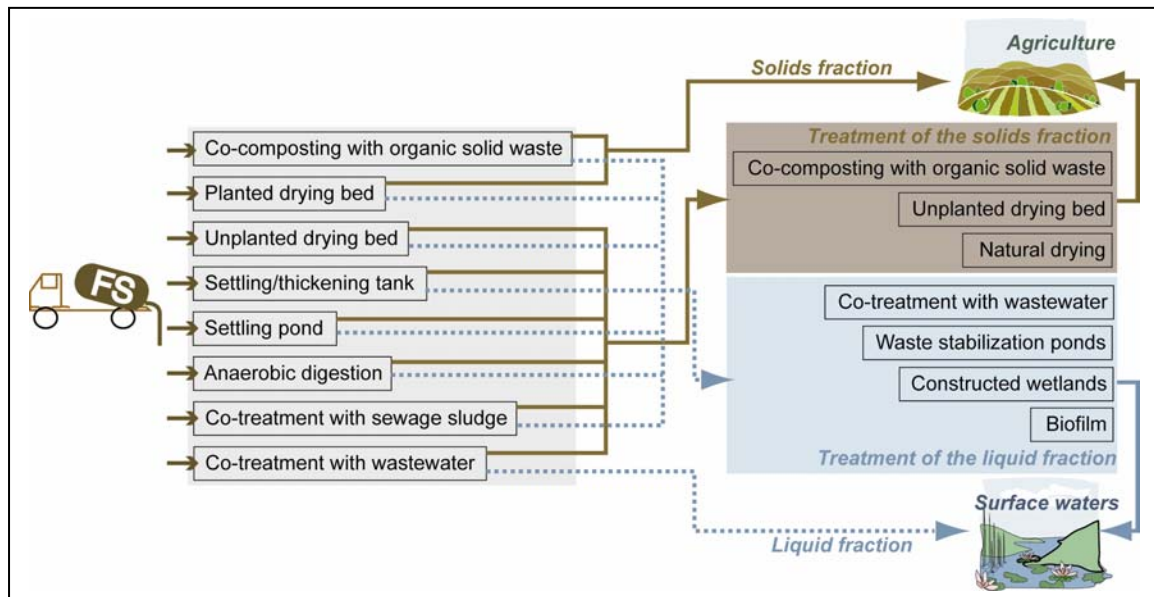 Agriculture
Solids fraction
Treatment of the solids fraction
Co-composting with organic solid waste
Co-composting with organic solid waste
Planted drying bed
Unplanted drying bed
Unplanted drying bed
Natural drying
Settling/thickening tank
FS
Co-treatment with wastewater
Settling pond
Waste stabilization ponds
Anaerobic digestion
Constructed wetlands
Co-treatment with sewage sludge
Biofilm
Co-treatment with wastewater
Treatment of the liquid fraction
Surface waters
Liquid fraction